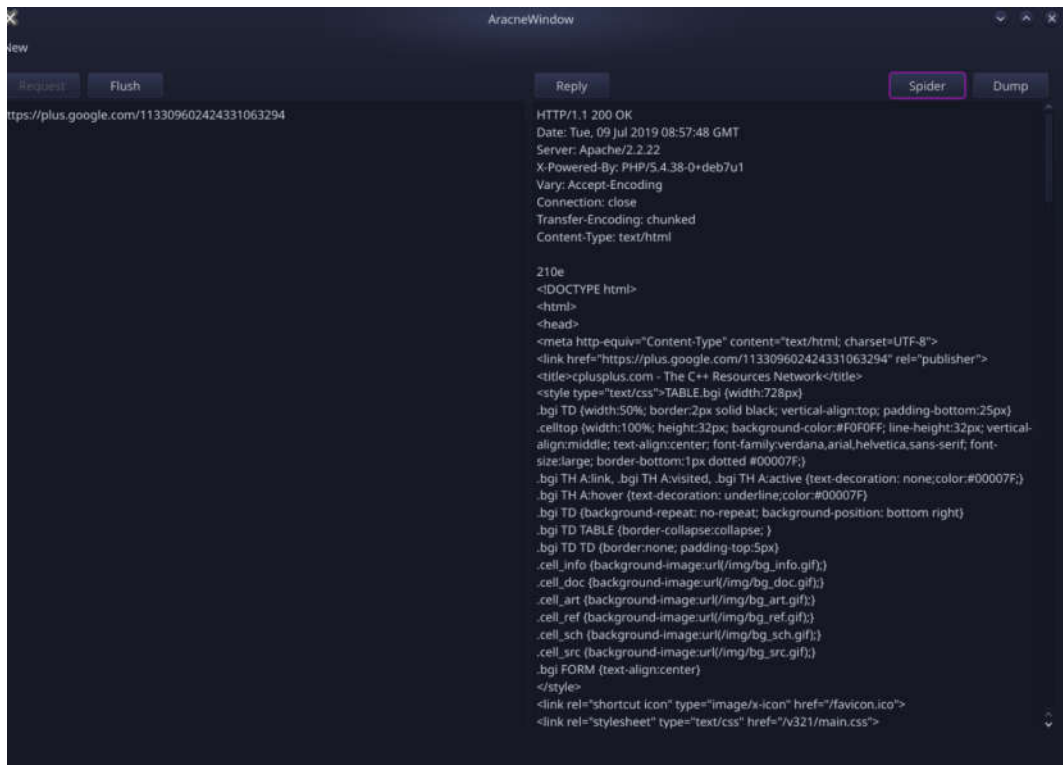 AracneWindow
New
Request Flush Reply Spider Dump
ttps://plus.google.com/113309602424331063294
HTTP/1.1 200 OK
Date: Tue, 09 Jul 2019 08:57:48 GMT
Server: Apache/2.2.22
X-Powered-By: PHP/5.4.38-0+deb7u1
Vary: Accept-Encoding
Connection: close
Transfer-Encoding: chunked
Content-Type: text/html
210e
<!DOCTYPE html>
<html>
<head>
<meta http-equiv="Content-Type" content="text/html; charset=UTF-8">
<link href="https://plus.google.com/113309602424331063294" rel="publisher">
<title>cplusplus.com - The C++ Resources Network</title>
<style type="text/css">TABLE.bgi {width:728px}
.bgi TD {width:50%; border:2px solid black; vertical-align:top; padding-bottom:25px}
.celltop {width:100%; height:32px; background-color:#F0F0FF; line-height:32px; vertical-
align:middle; text-align:center; font-family:verdana,arial,helvetica,sans-serif; font-
size:large; border-bottom:1px dotted #00007F;}
.bgi TH A:link, .bgi TH A:visited, .bgi TH A:active {text-decoration: none;color:#00007F;}
.bgi TH A:hover {text-decoration: underline;color:#00007F}
.bgi TD {background-repeat: no-repeat; background-position: bottom right}
.bgi TD TABLE {border-collapse:collapse; }
.bgi TD TD {border:none; padding-top:5px}
.cell_info {background-image:url(/img/bg_info.gif);}
.cell_doc {background-image:url(/img/bg_doc.gif);}
.cell_art {background-image:url(/img/bg_art.gif);}
.cell_ref {background-image:url(/img/bg_ref.gif);}
.cell_sch {background-image:url(/img/bg_sch.gif);}
.cell_src {background-image:url(/img/bg_src.gif);}
.bgi FORM {text-align:center}
</style>
<link rel="shortcut icon" type="image/x-icon" href="/favicon.ico">
<link rel="stylesheet" type="text/css" href="/v321/main.css">